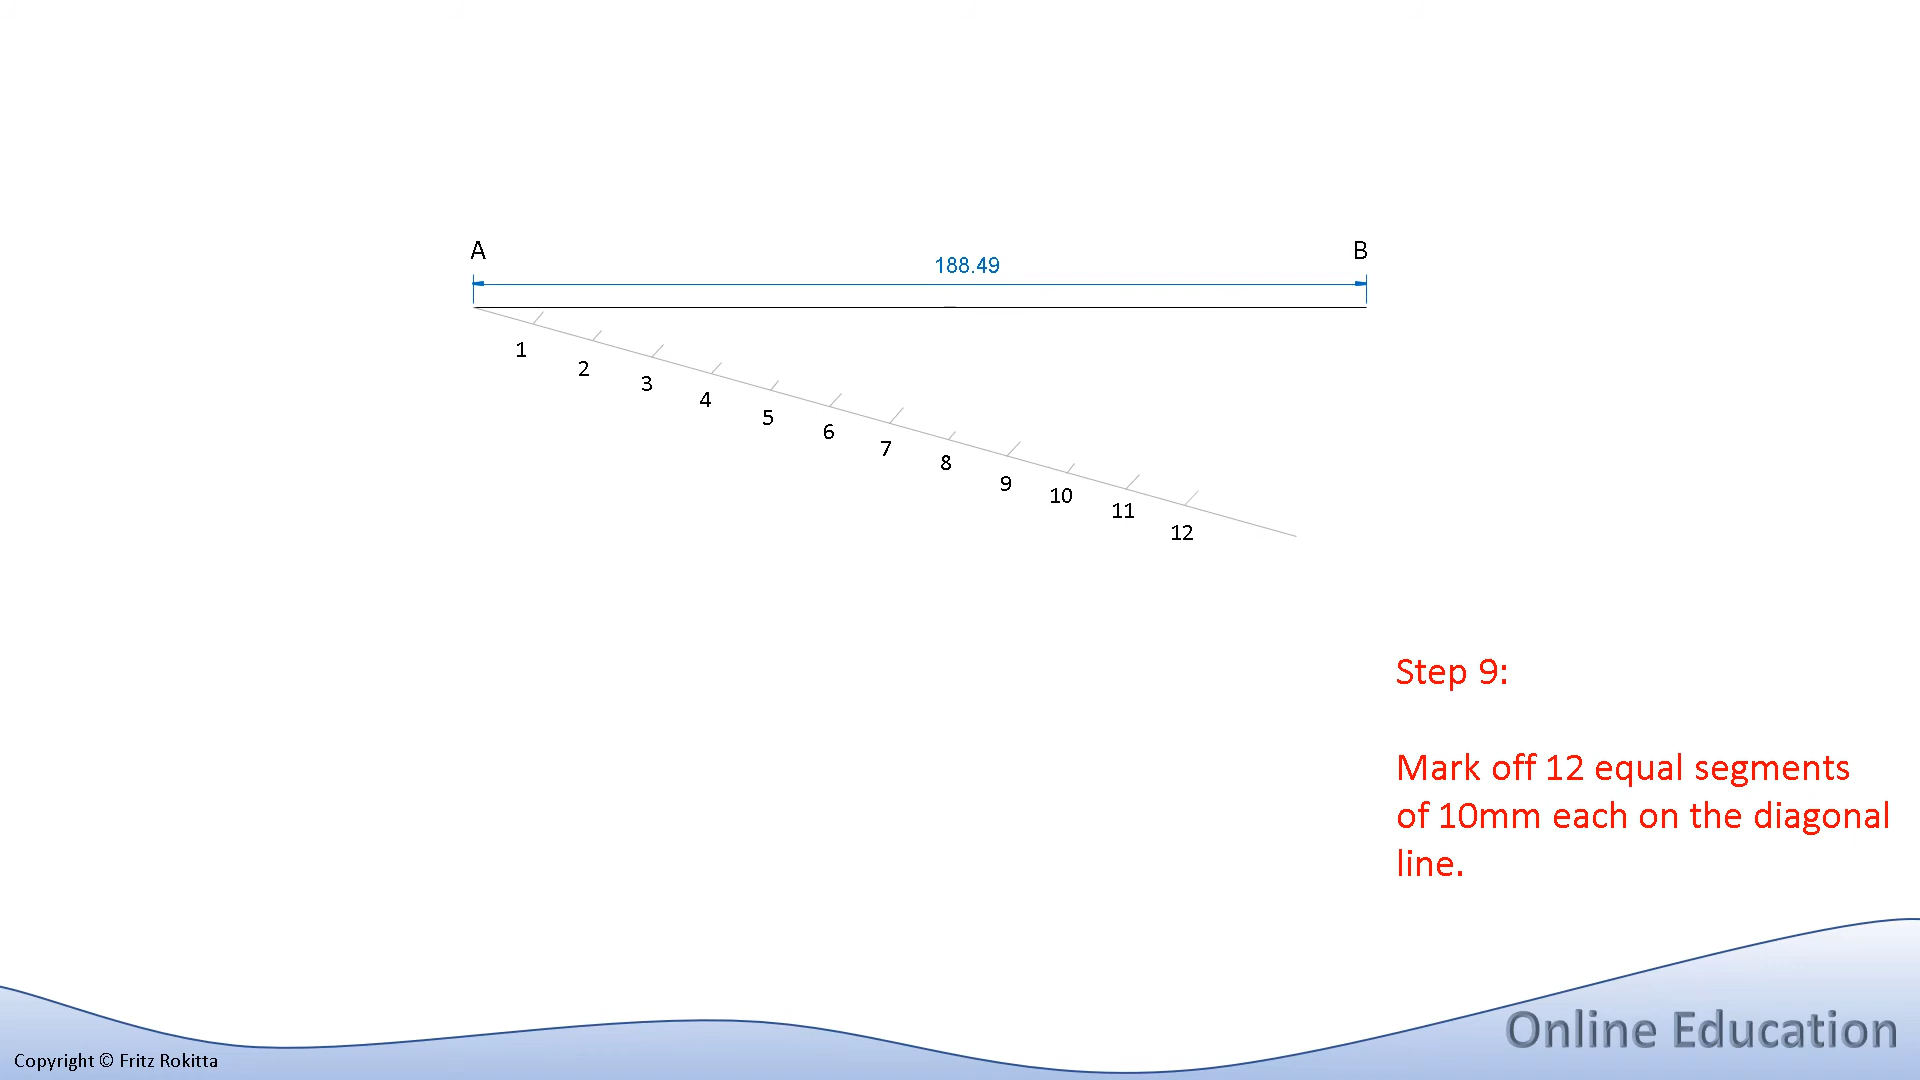 A
B
188.49
1
2
3
4
5
6
7
8
9
10
11
12
Step 9:
Mark off 12 equal segments
of 10mm each on the diagonal
line.
Online Education
Copyright © Fritz Rokitta